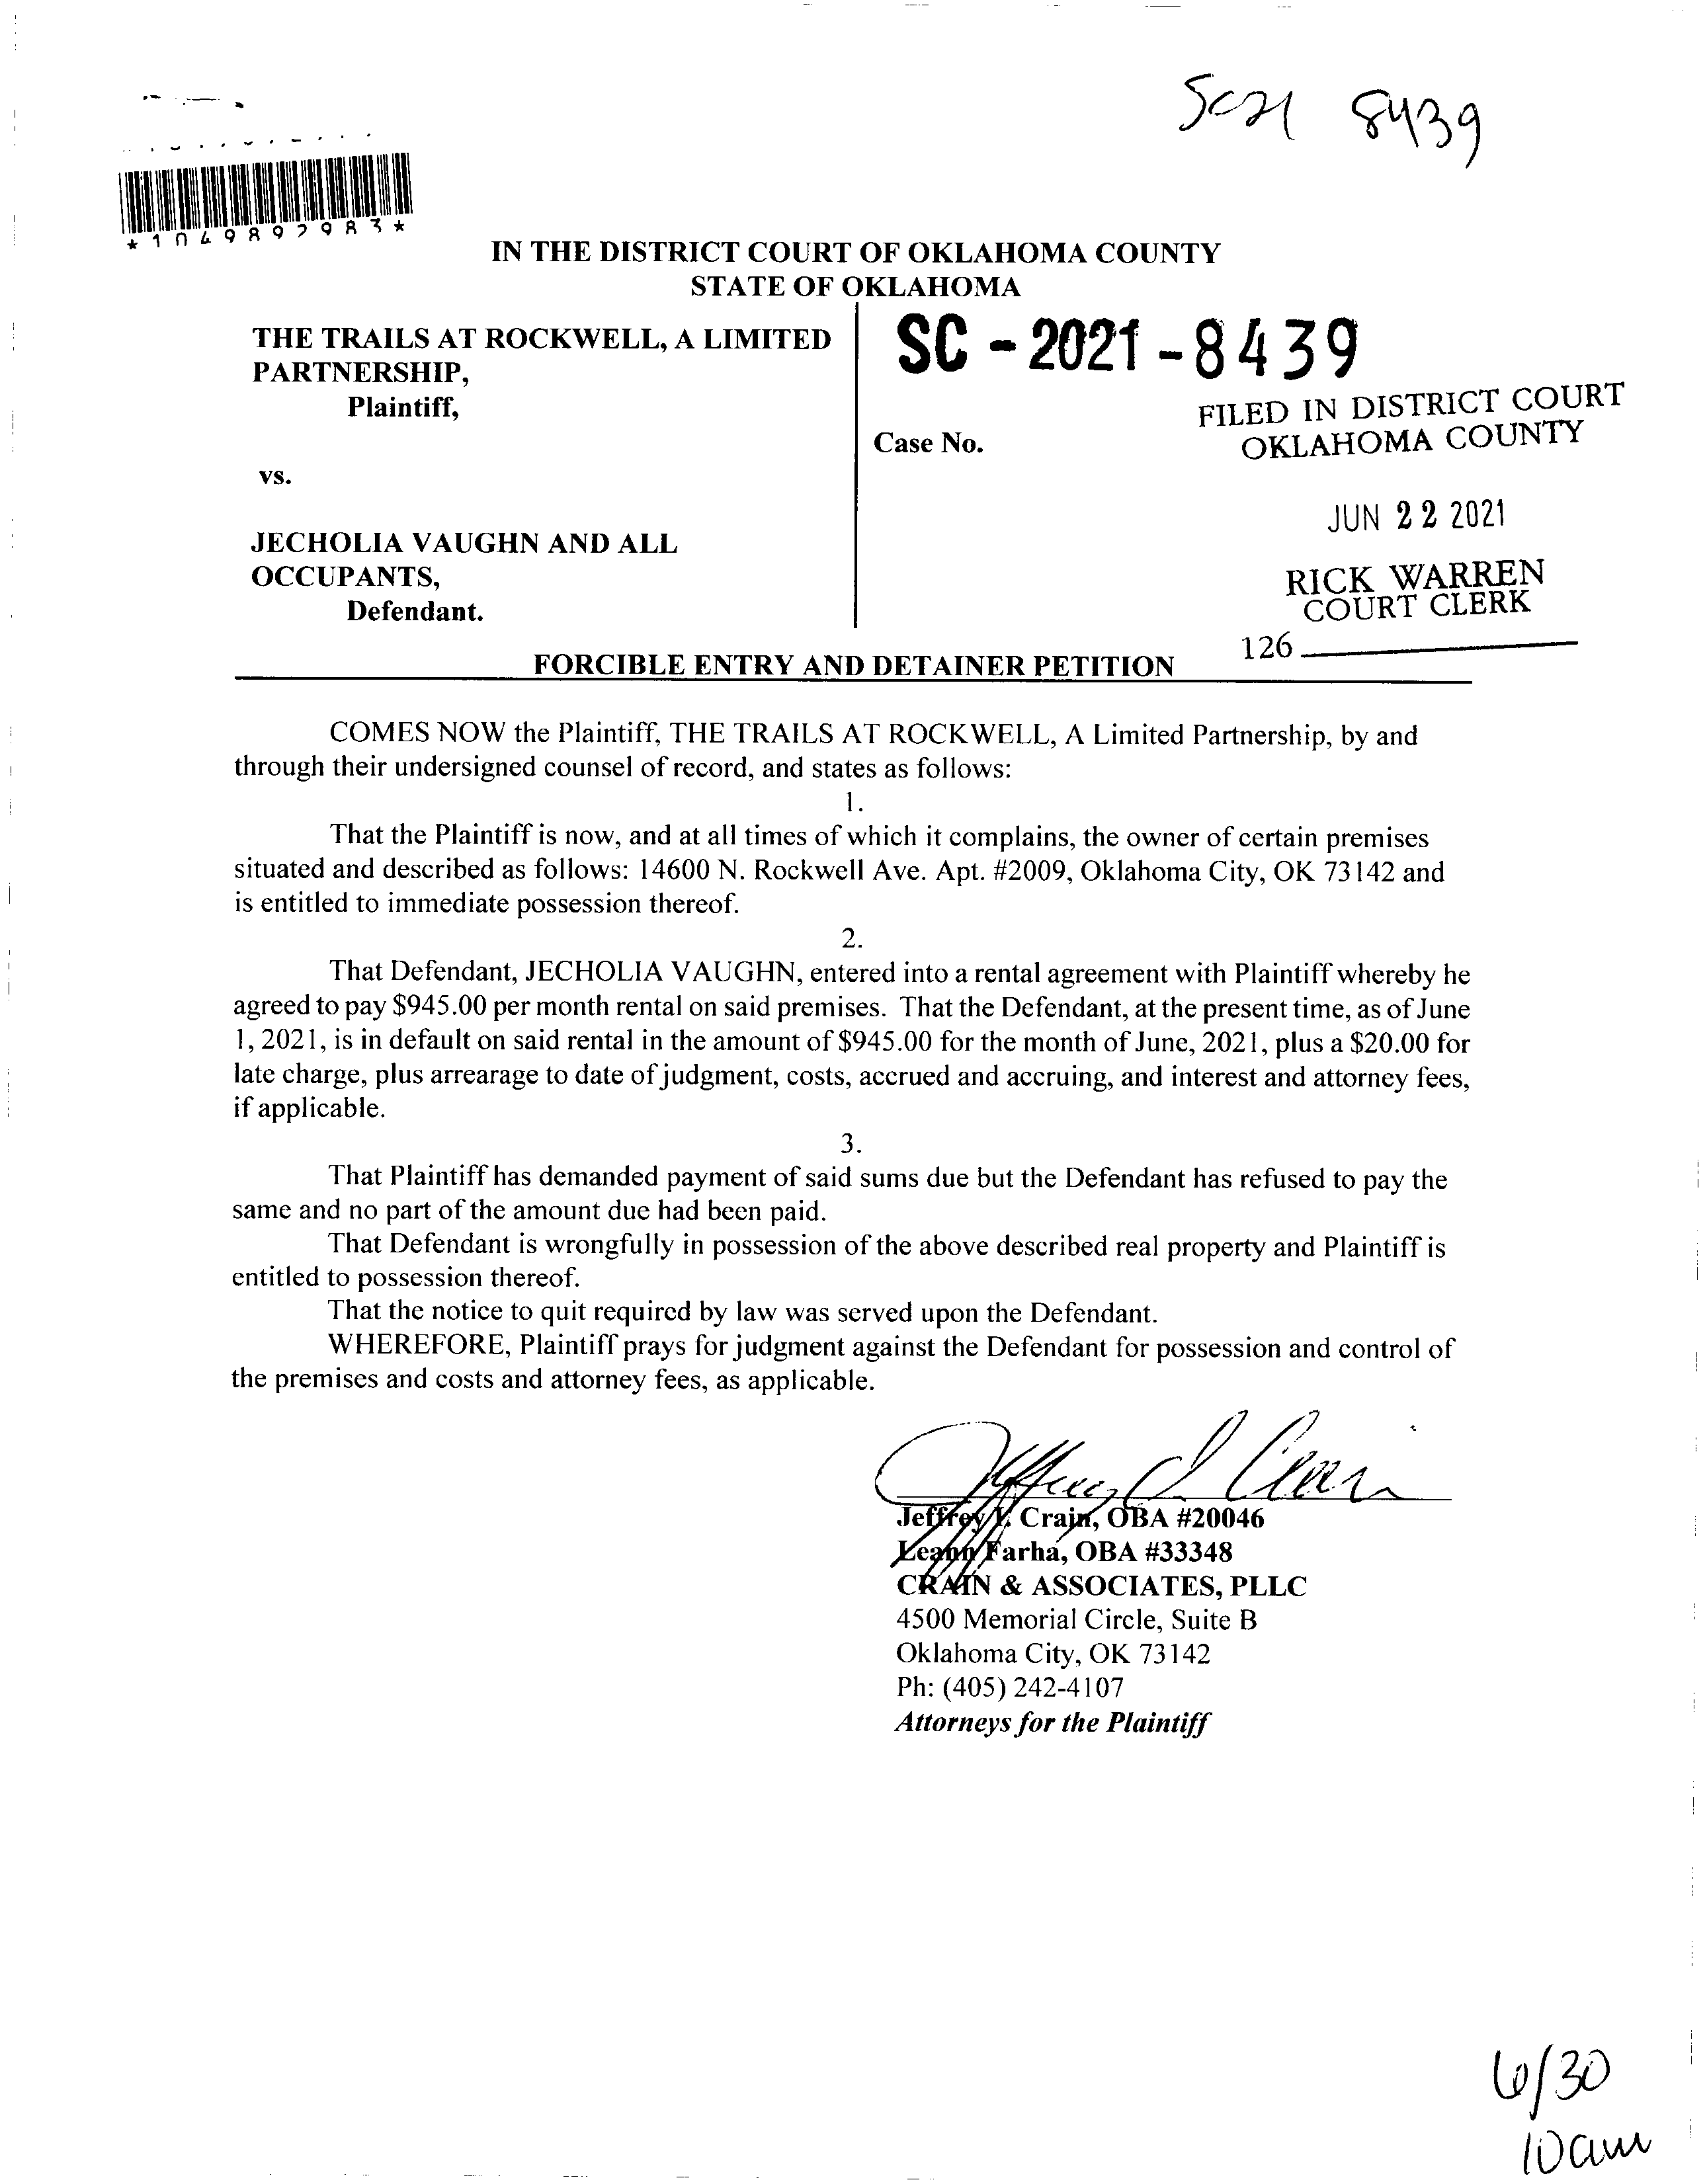 SC21 8439
*1049892983*
IN THE DISTRICT COURT OF OKLAHOMA COUNTY
STATE OF OKLAHOMA
THE TRAILS AT ROCKWELL, A LIMITED
PARTNERSHIP,
Plaintiff,
vs.
JECHOLIA VAUGHN AND ALL
OCCUPANTS,
Defendant.
SC - 2021 - 8439
Case No.
FILED IN DISTRICT COURT
OKLAHOMA COUNTY
JUN 22 2021
RICK WARREN
COURT CLERK
126
FORCIBLE ENTRY AND DETAINER PETITION
COMES NOW the Plaintiff, THE TRAILS AT ROCKWELL, A Limited Partnership, by and
through their undersigned counsel of record, and states as follows:
1.
That the Plaintiff is now, and at all times of which it complains, the owner of certain premises
situated and described as follows: 14600 N. Rockwell Ave. Apt. #2009, Oklahoma City, OK 73142 and
is entitled to immediate possession thereof.
2.
That Defendant, JECHOLIA VAUGHN, entered into a rental agreement with Plaintiff whereby he
agreed to pay $945.00 per month rental on said premises. That the Defendant, at the present time, as of June
1, 2021, is in default on said rental in the amount of $945.00 for the month of June, 2021, plus a $20.00 for
late charge, plus arrearage to date of judgment, costs, accrued and accruing, and interest and attorney fees,
if applicable.
3.
That Plaintiff has demanded payment of said sums due but the Defendant has refused to pay the
same and no part of the amount due had been paid.
That Defendant is wrongfully in possession of the above described real property and Plaintiff is
entitled to possession thereof.
That the notice to quit required by law was served upon the Defendant.
WHEREFORE, Plaintiff prays for judgment against the Defendant for possession and control of
the premises and costs and attorney fees, as applicable.
Jeffrey I. Crain
Jeffrey I. Crain, OBA #20046
Leann Farha, OBA #33348
CRAIN & ASSOCIATES, PLLC
4500 Memorial Circle, Suite B
Oklahoma City, OK 73142
Ph: (405) 242-4107
Attorneys for the Plaintiff
6/30
10am